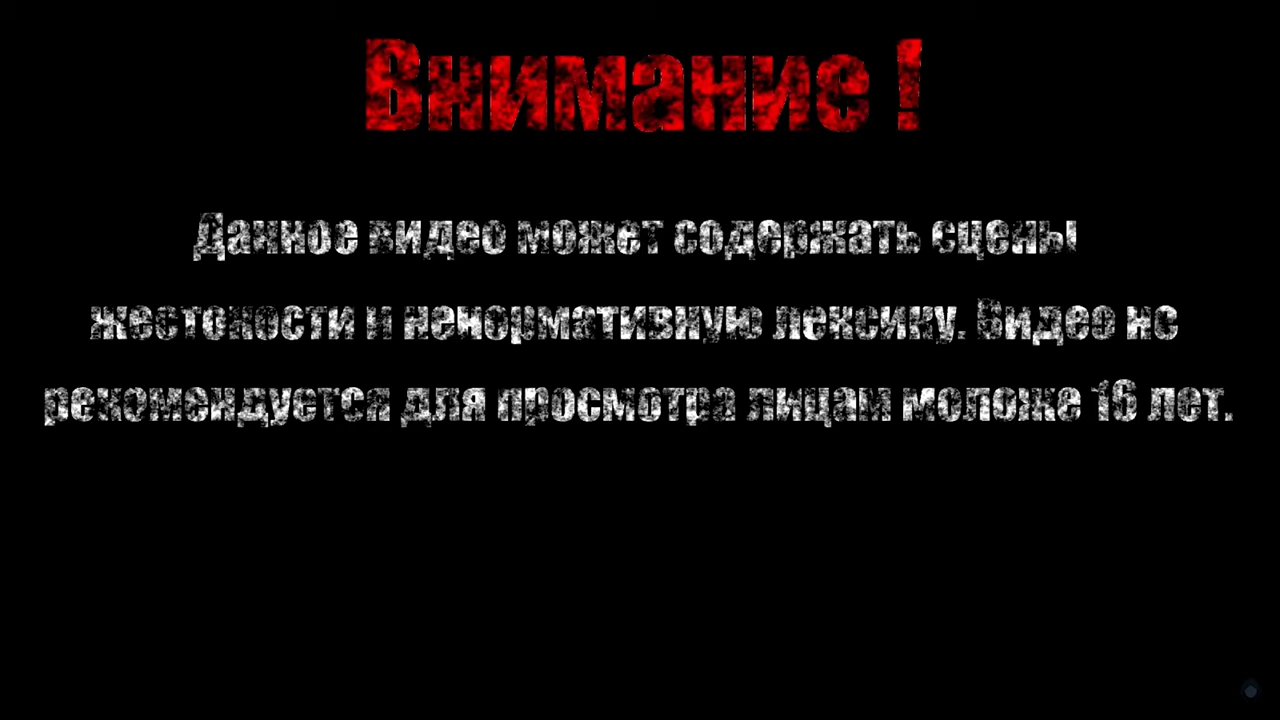 Внимание !
Данное видео может содержать сцены
жестокости и ненормативную лексику. Видео не
рекомендуется для просмотра лицам моложе 16 лет.